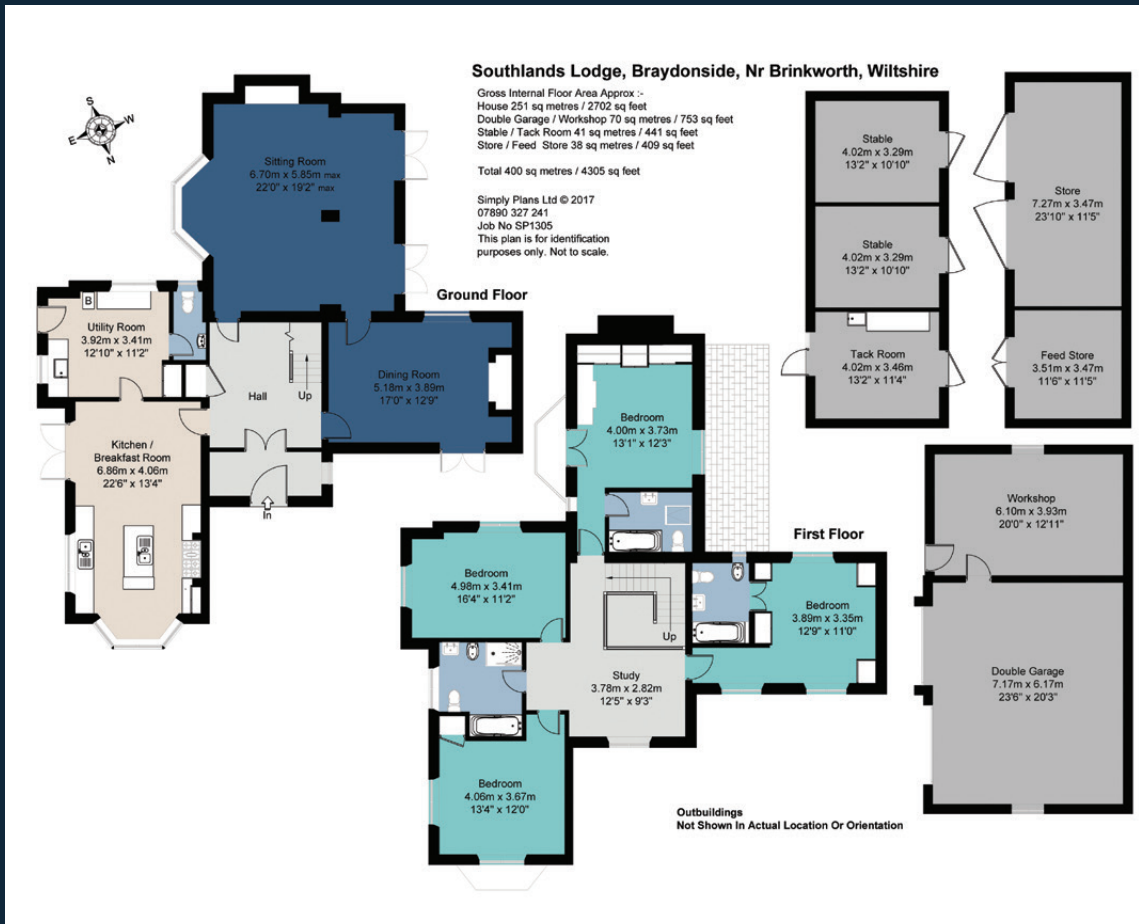 Southlands Lodge, Braydonside, Nr Brinkworth, Wiltshire
Gross Internal Floor Area Approx :-
House 251 sq metres / 2702 sq feet
Double Garage / Workshop 70 sq metres / 753 sq feet
Stable / Tack Room 41 sq metres / 441 sq feet
Store / Feed Store 38 sq metres / 409 sq feet
Total 400 sq metres / 4305 sq feet
Simply Plans Ltd © 2017
07890 327 241
Job No SP1305
This plan is for identification
purposes only. Not to scale.
S
W
E
N
Sitting Room
6.70m x 5.85m max
22'0" x 19'2" max
Ground Floor
B
Utility Room
3.92m x 3.41m
12'10" x 11'2"
Hall
Up
Dining Room
5.18m x 3.89m
17'0" x 12'9"
Kitchen /
Breakfast Room
6.86m x 4.06m
22'6" x 13'4"
In
Stable
4.02m x 3.29m
13'2" x 10'10"
Stable
4.02m x 3.29m
13'2" x 10'10"
Tack Room
4.02m x 3.46m
13'2" x 11'4"
Store
7.27m x 3.47m
23'10" x 11'5"
Feed Store
3.51m x 3.47m
11'6" x 11'5"
Bedroom
4.00m x 3.73m
13'1" x 12'3"
First Floor
Bedroom
4.98m x 3.41m
16'4" x 11'2"
Up
Bedroom
3.89m x 3.35m
12'9" x 11'0"
Study
3.78m x 2.82m
12'5" x 9'3"
Bedroom
4.06m x 3.67m
13'4" x 12'0"
Workshop
6.10m x 3.93m
20'0" x 12'11"
Double Garage
7.17m x 6.17m
23'6" x 20'3"
Outbuildings
Not Shown In Actual Location Or Orientation